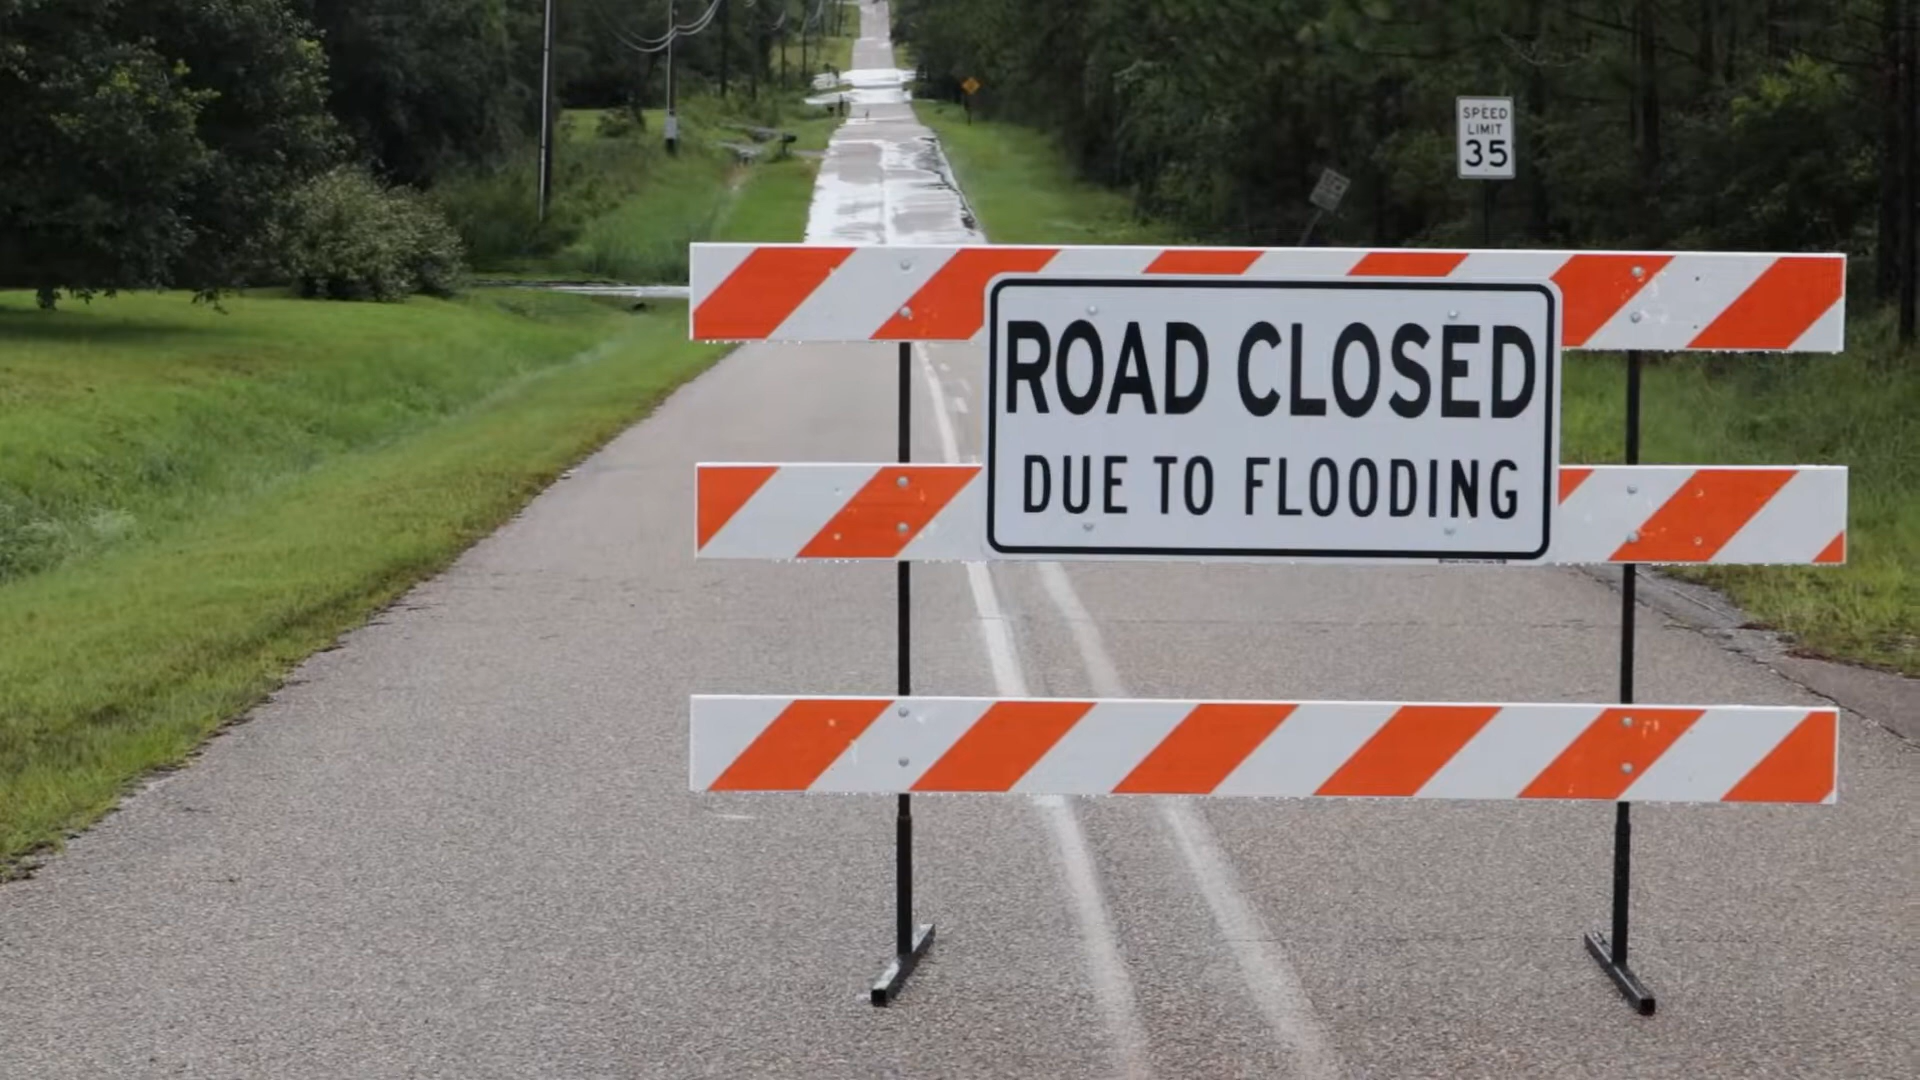 SPEED
LIMIT
35
ROAD CLOSED
DUE TO FLOODING